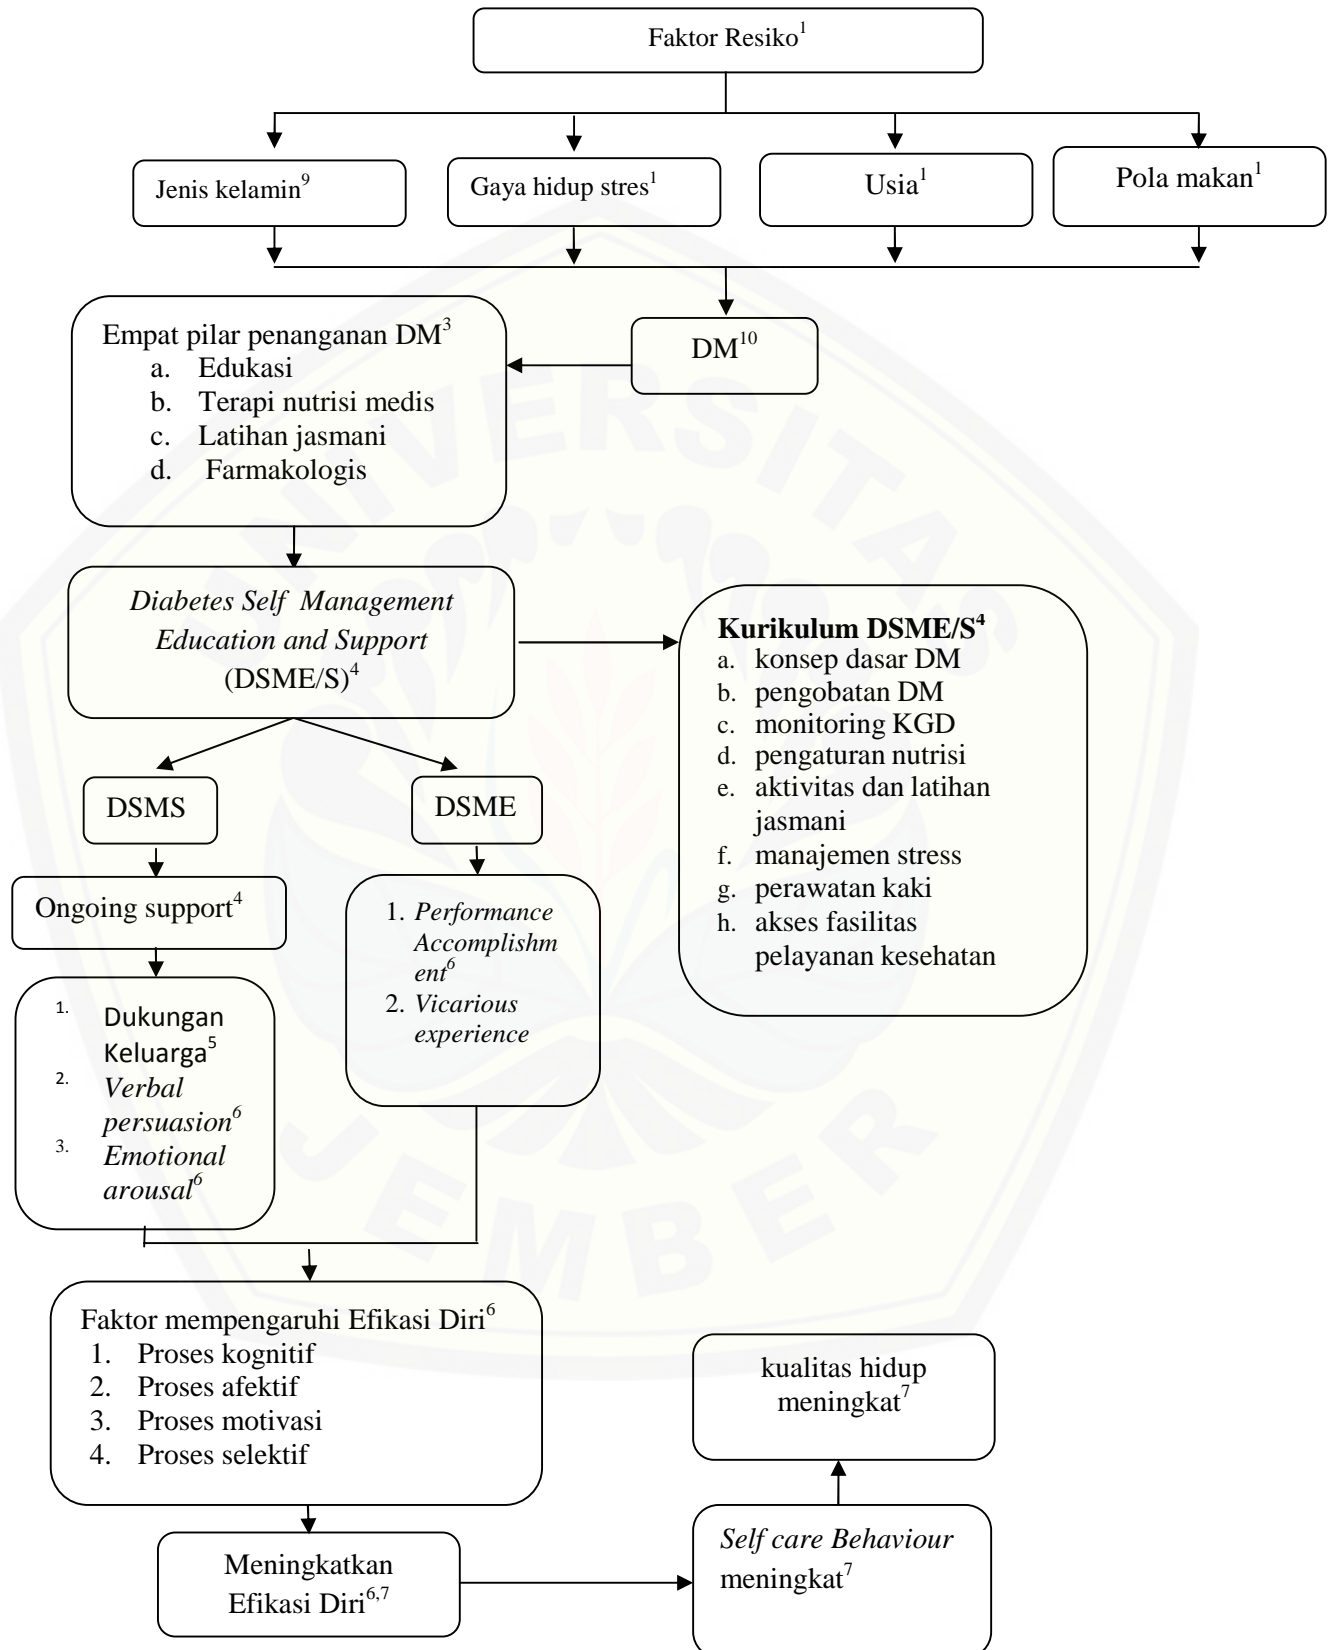 Faktor Resiko¹
Jenis kelamin⁹
Gaya hidup stres¹
Usia¹
Pola makan¹
DM¹⁰
Empat pilar penanganan DM³
a. Edukasi
b. Terapi nutrisi medis
c. Latihan jasmani
d. Farmakologis
Diabetes Self Management
Education and Support
(DSME/S)⁴
Kurikulum DSME/S⁴
a. konsep dasar DM
b. pengobatan DM
c. monitoring KGD
d. pengaturan nutrisi
e. aktivitas dan latihan
jasmani
f. manajemen stress
g. perawatan kaki
h. akses fasilitas
pelayanan kesehatan
DSMS
DSME
Ongoing support⁴
1. Performance
Accomplishm
ent⁶
2. Vicarious
experience
1. Dukungan
Keluarga⁵
2. Verbal
persuasion⁶
3. Emotional
arousal⁶
Faktor mempengaruhi Efikasi Diri⁶
1. Proses kognitif
2. Proses afektif
3. Proses motivasi
4. Proses selektif
kualitas hidup
meningkat⁷
Meningkatkan
Efikasi Diri⁶,⁷
Self care Behaviour
meningkat⁷
UNIVERSITAS
JEMBER